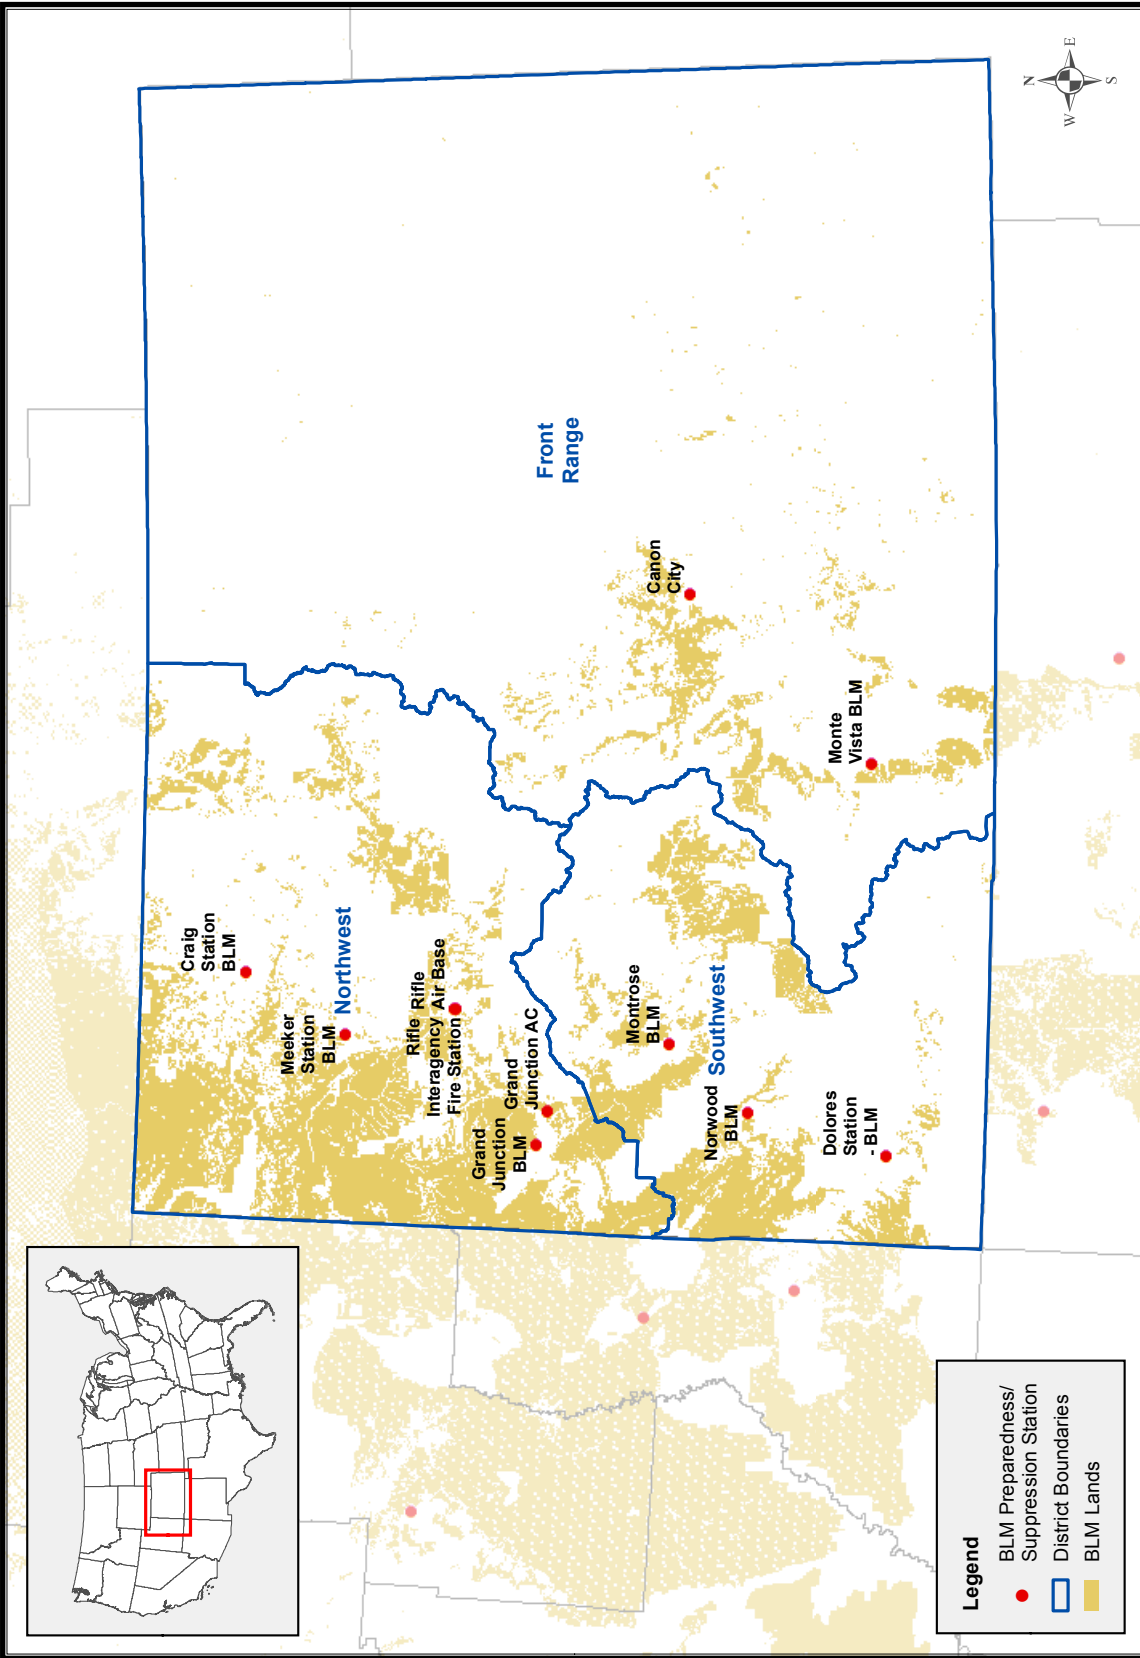 Craig
Station
BLM
Meeker
Station
BLM
Northwest
Rifle Rifle
Interagency Air Base
Fire Station
Grand
Junction AC
Grand
Junction
BLM
Front
Range
Canon
City
Montrose
BLM
Southwest
Norwood
BLM
Monte
Vista BLM
Dolores
Station
- BLM
N
W
E
S
Legend
BLM Preparedness/
Suppression Station
District Boundaries
BLM Lands